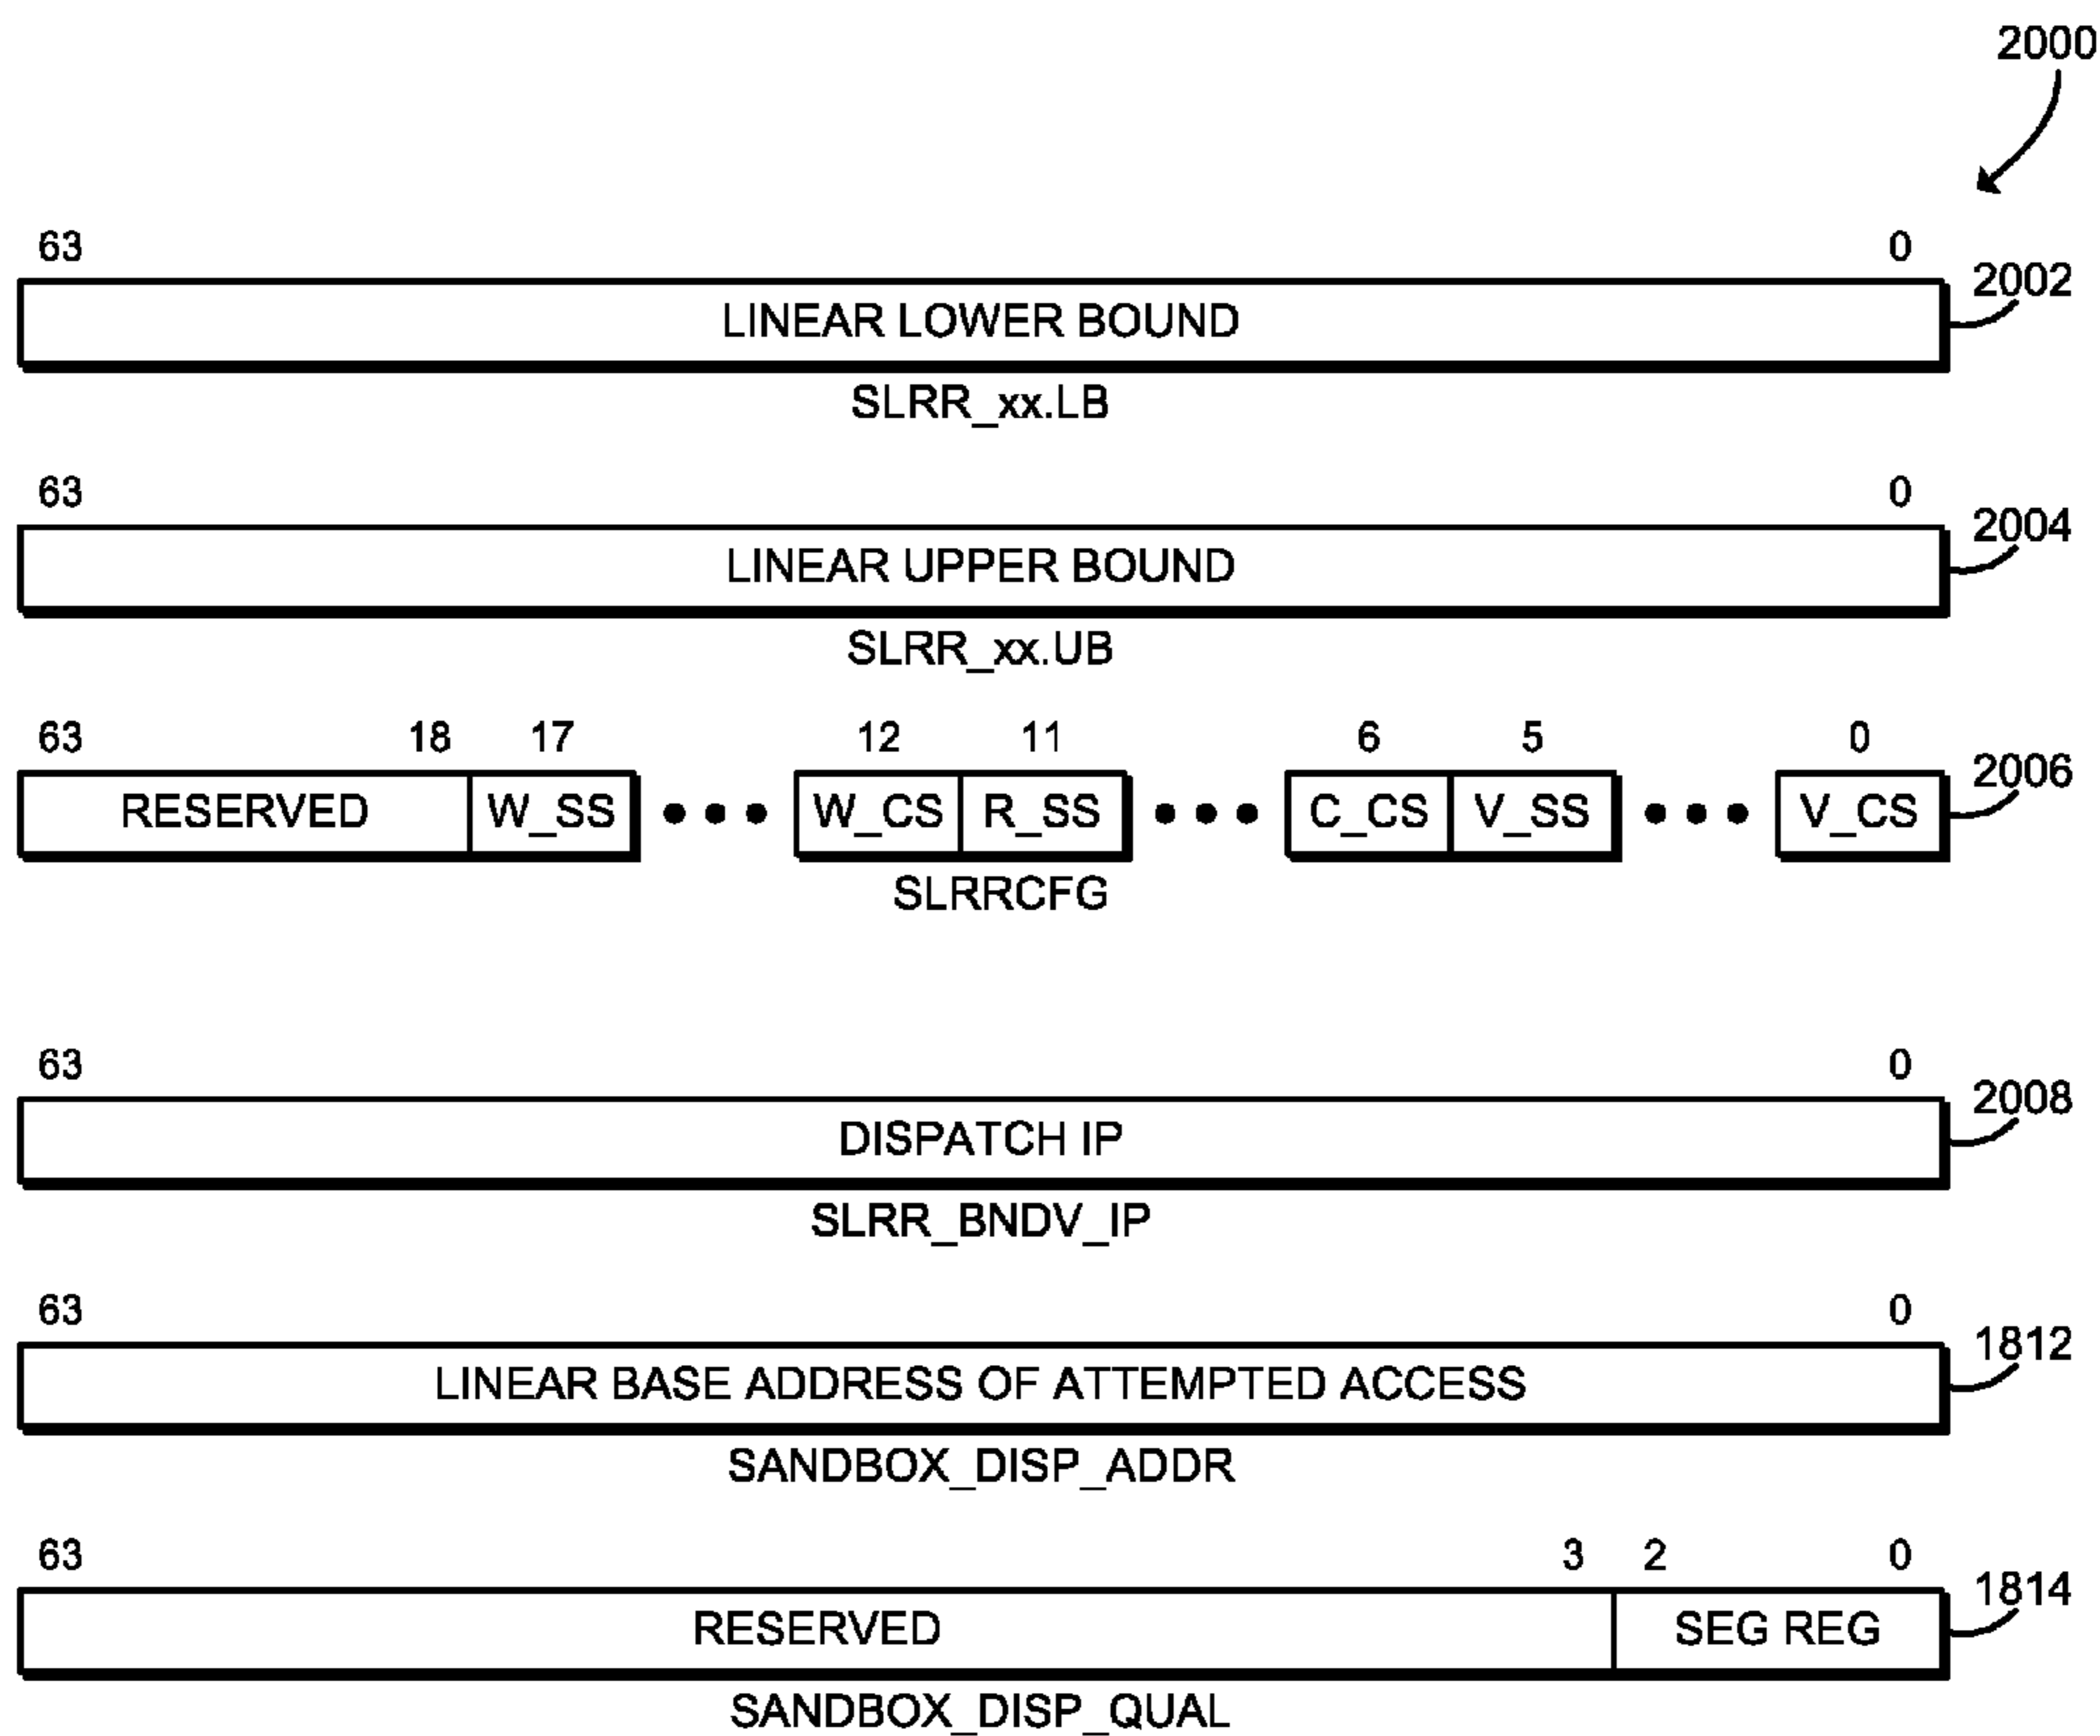 2000
63 0
2002
LINEAR LOWER BOUND
SLRR_xx.LB
63 0
2004
LINEAR UPPER BOUND
SLRR_xx.UB
63 18 17 12 11 6 5 0
2006
RESERVED W_SS ••• W_CS R_SS ••• C_CS V_SS ••• V_CS
SLRRCFG
63 0
2008
DISPATCH IP
SLRR_BNDV_IP
63 0
1812
LINEAR BASE ADDRESS OF ATTEMPTED ACCESS
SANDBOX_DISP_ADDR
63 3 2 0
1814
RESERVED SEG REG
SANDBOX_DISP_QUAL